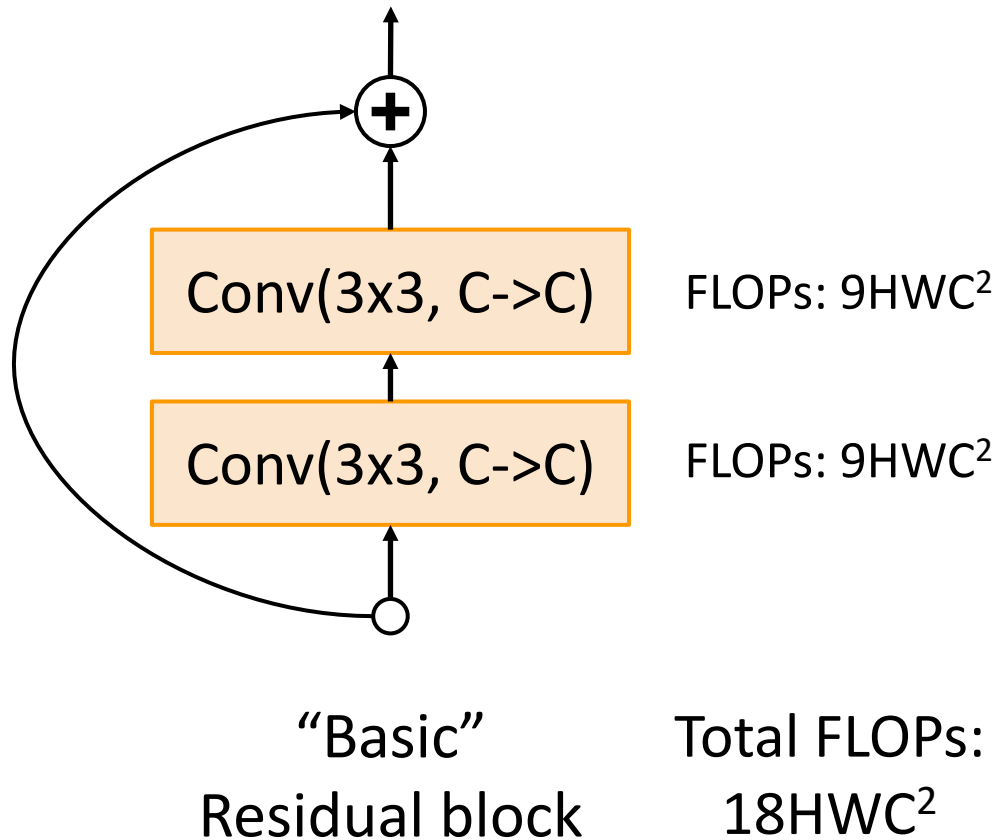 +
Conv(3x3, C->C)
FLOPs: 9HWC²
Conv(3x3, C->C)
FLOPs: 9HWC²
“Basic”
Residual block
Total FLOPs:
18HWC²